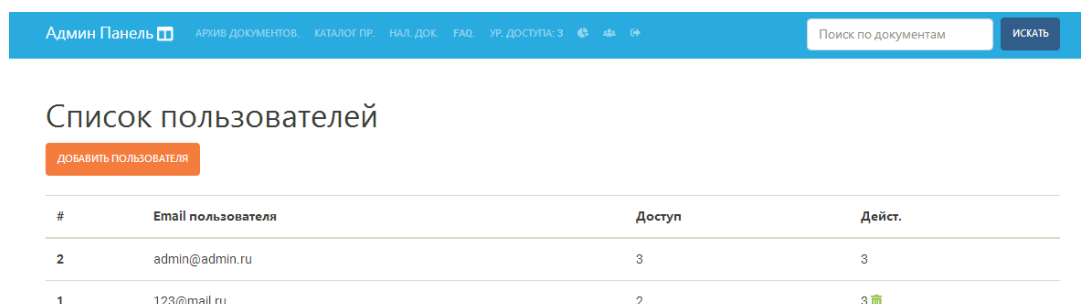 Админ Панель АРХИВ ДОКУМЕНТОВ. КАТАЛОГ ПР. НАЛ. ДОК. FAQ. УР. ДОСТУПА: 3 Поиск по документам ИСКАТЬ
Список пользователей
ДОБАВИТЬ ПОЛЬЗОВАТЕЛЯ
# Email пользователя Доступ Дейст.
2 admin@admin.ru 3 3
1 123@mail.ru 2 3